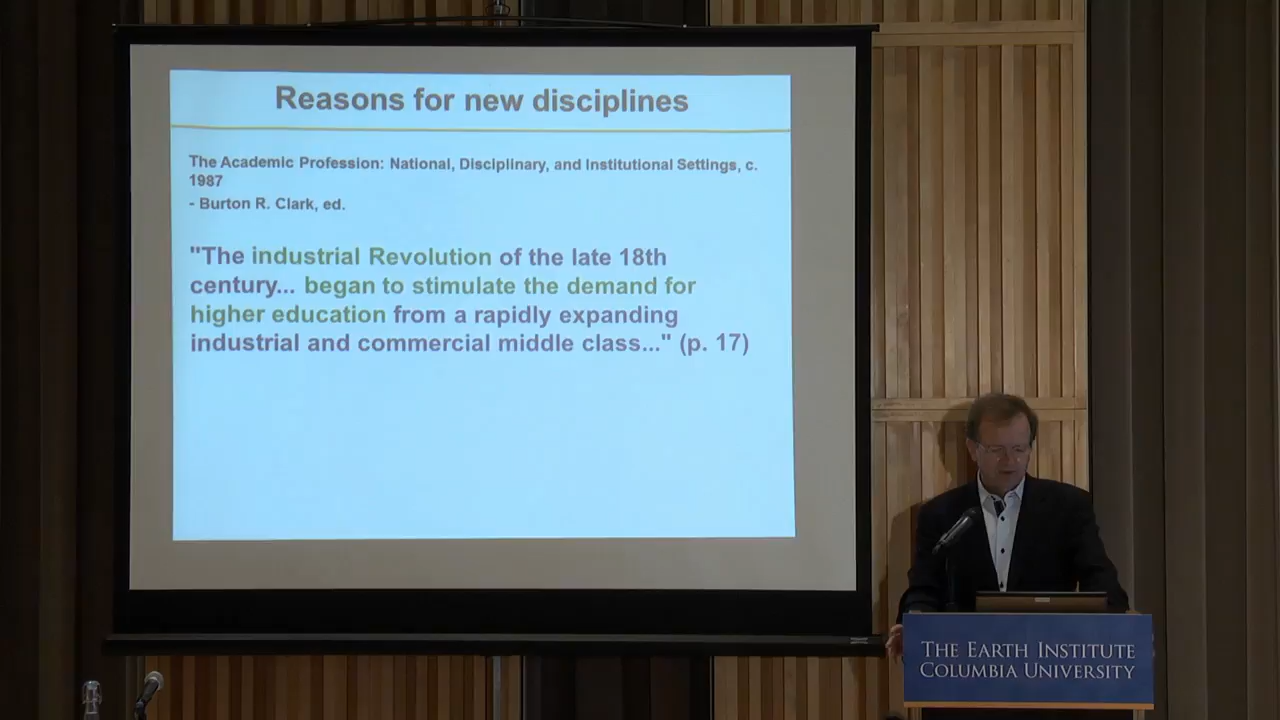 Reasons for new disciplines
The Academic Profession: National, Disciplinary, and Institutional Settings, c.
1987
- Burton R. Clark, ed.
"The industrial Revolution of the late 18th
century... began to stimulate the demand for
higher education from a rapidly expanding
industrial and commercial middle class..." (p. 17)
THE EARTH INSTITUTE
COLUMBIA UNIVERSITY